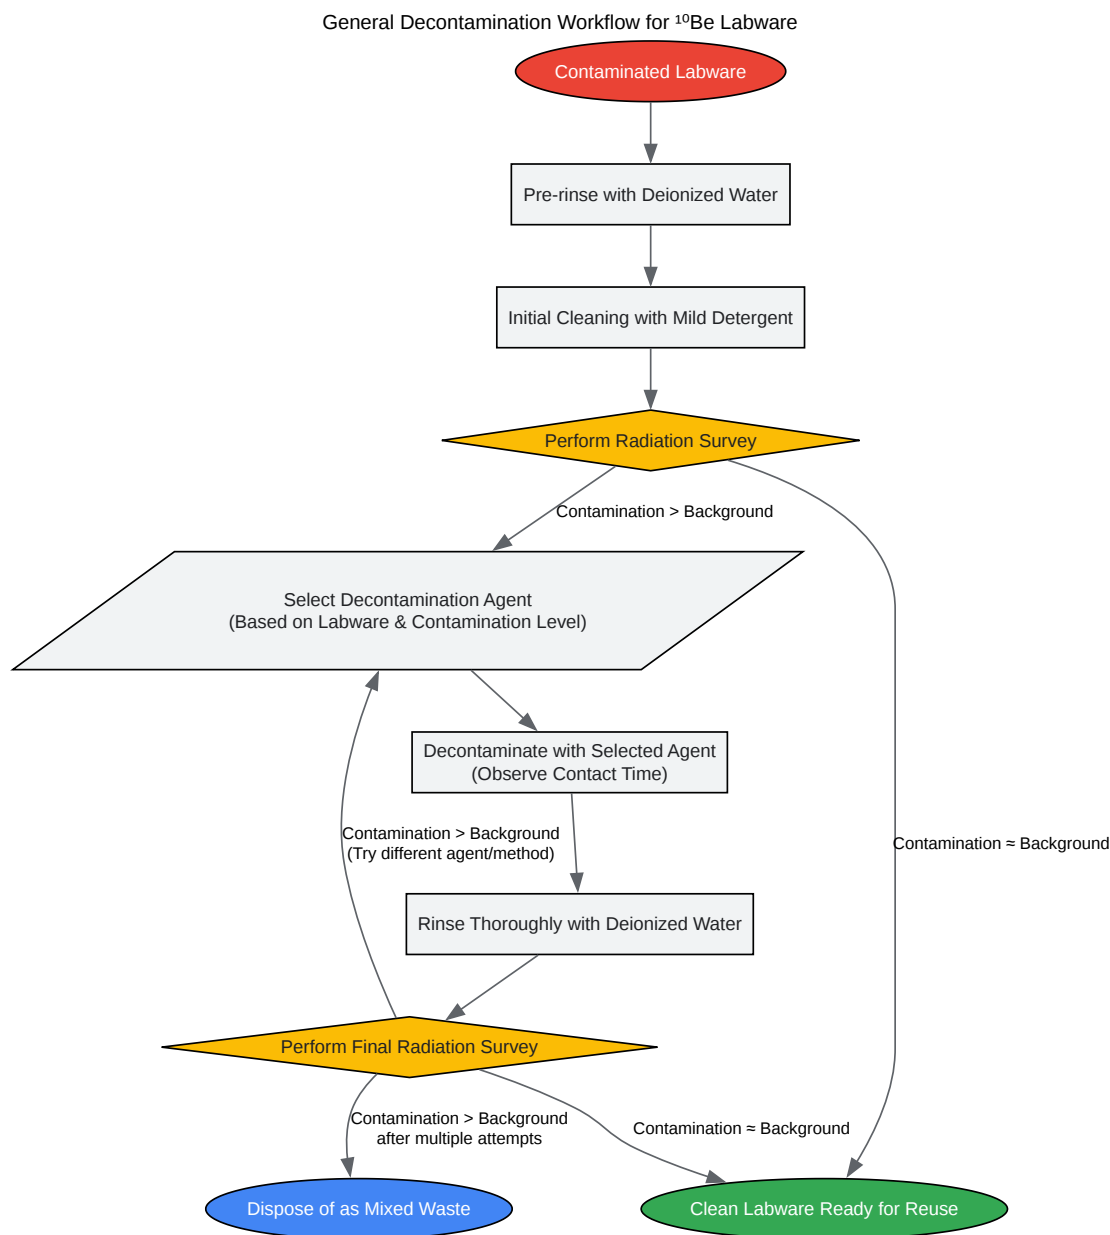 General Decontamination Workflow for ¹⁰Be Labware
Contaminated Labware
Pre-rinse with Deionized Water
Initial Cleaning with Mild Detergent
Perform Radiation Survey
Contamination > Background
Select Decontamination Agent
(Based on Labware & Contamination Level)
Decontaminate with Selected Agent
(Observe Contact Time)
Contamination > Background
(Try different agent/method)
Contamination ≈ Background
Rinse Thoroughly with Deionized Water
Perform Final Radiation Survey
Contamination > Background
after multiple attempts
Contamination ≈ Background
Dispose of as Mixed Waste
Clean Labware Ready for Reuse